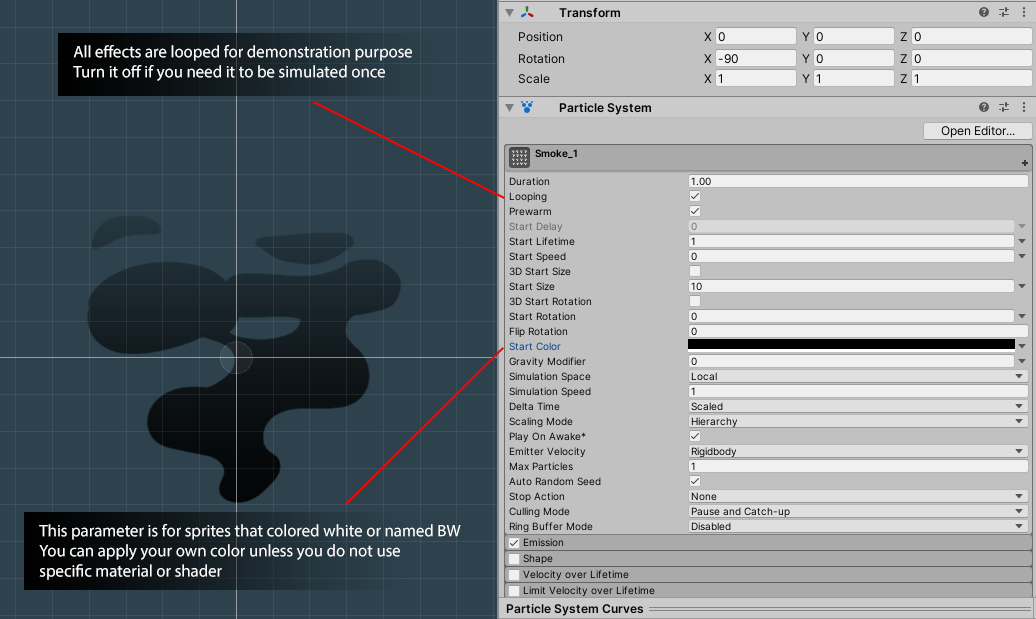 All effects are looped for demonstration purpose
Turn it off if you need it to be simulated once
This parameter is for sprites that colored white or named BW
You can apply your own color unless you do not use
specific material or shader
Transform
Position X 0 Y 0 Z 0
Rotation X -90 Y 0 Z 0
Scale X 1 Y 1 Z 1
Particle System
Open Editor...
Smoke_1
Duration 1.00
Looping
Prewarm
Start Delay 0
Start Lifetime 1
Start Speed 0
3D Start Size
Start Size 10
3D Start Rotation
Start Rotation 0
Flip Rotation 0
Start Color
Gravity Modifier 0
Simulation Space Local
Simulation Speed 1
Delta Time Scaled
Scaling Mode Hierarchy
Play On Awake*
Emitter Velocity Rigidbody
Max Particles 1
Auto Random Seed
Stop Action None
Culling Mode Pause and Catch-up
Ring Buffer Mode Disabled
Emission
Shape
Velocity over Lifetime
Limit Velocity over Lifetime
Particle System Curves